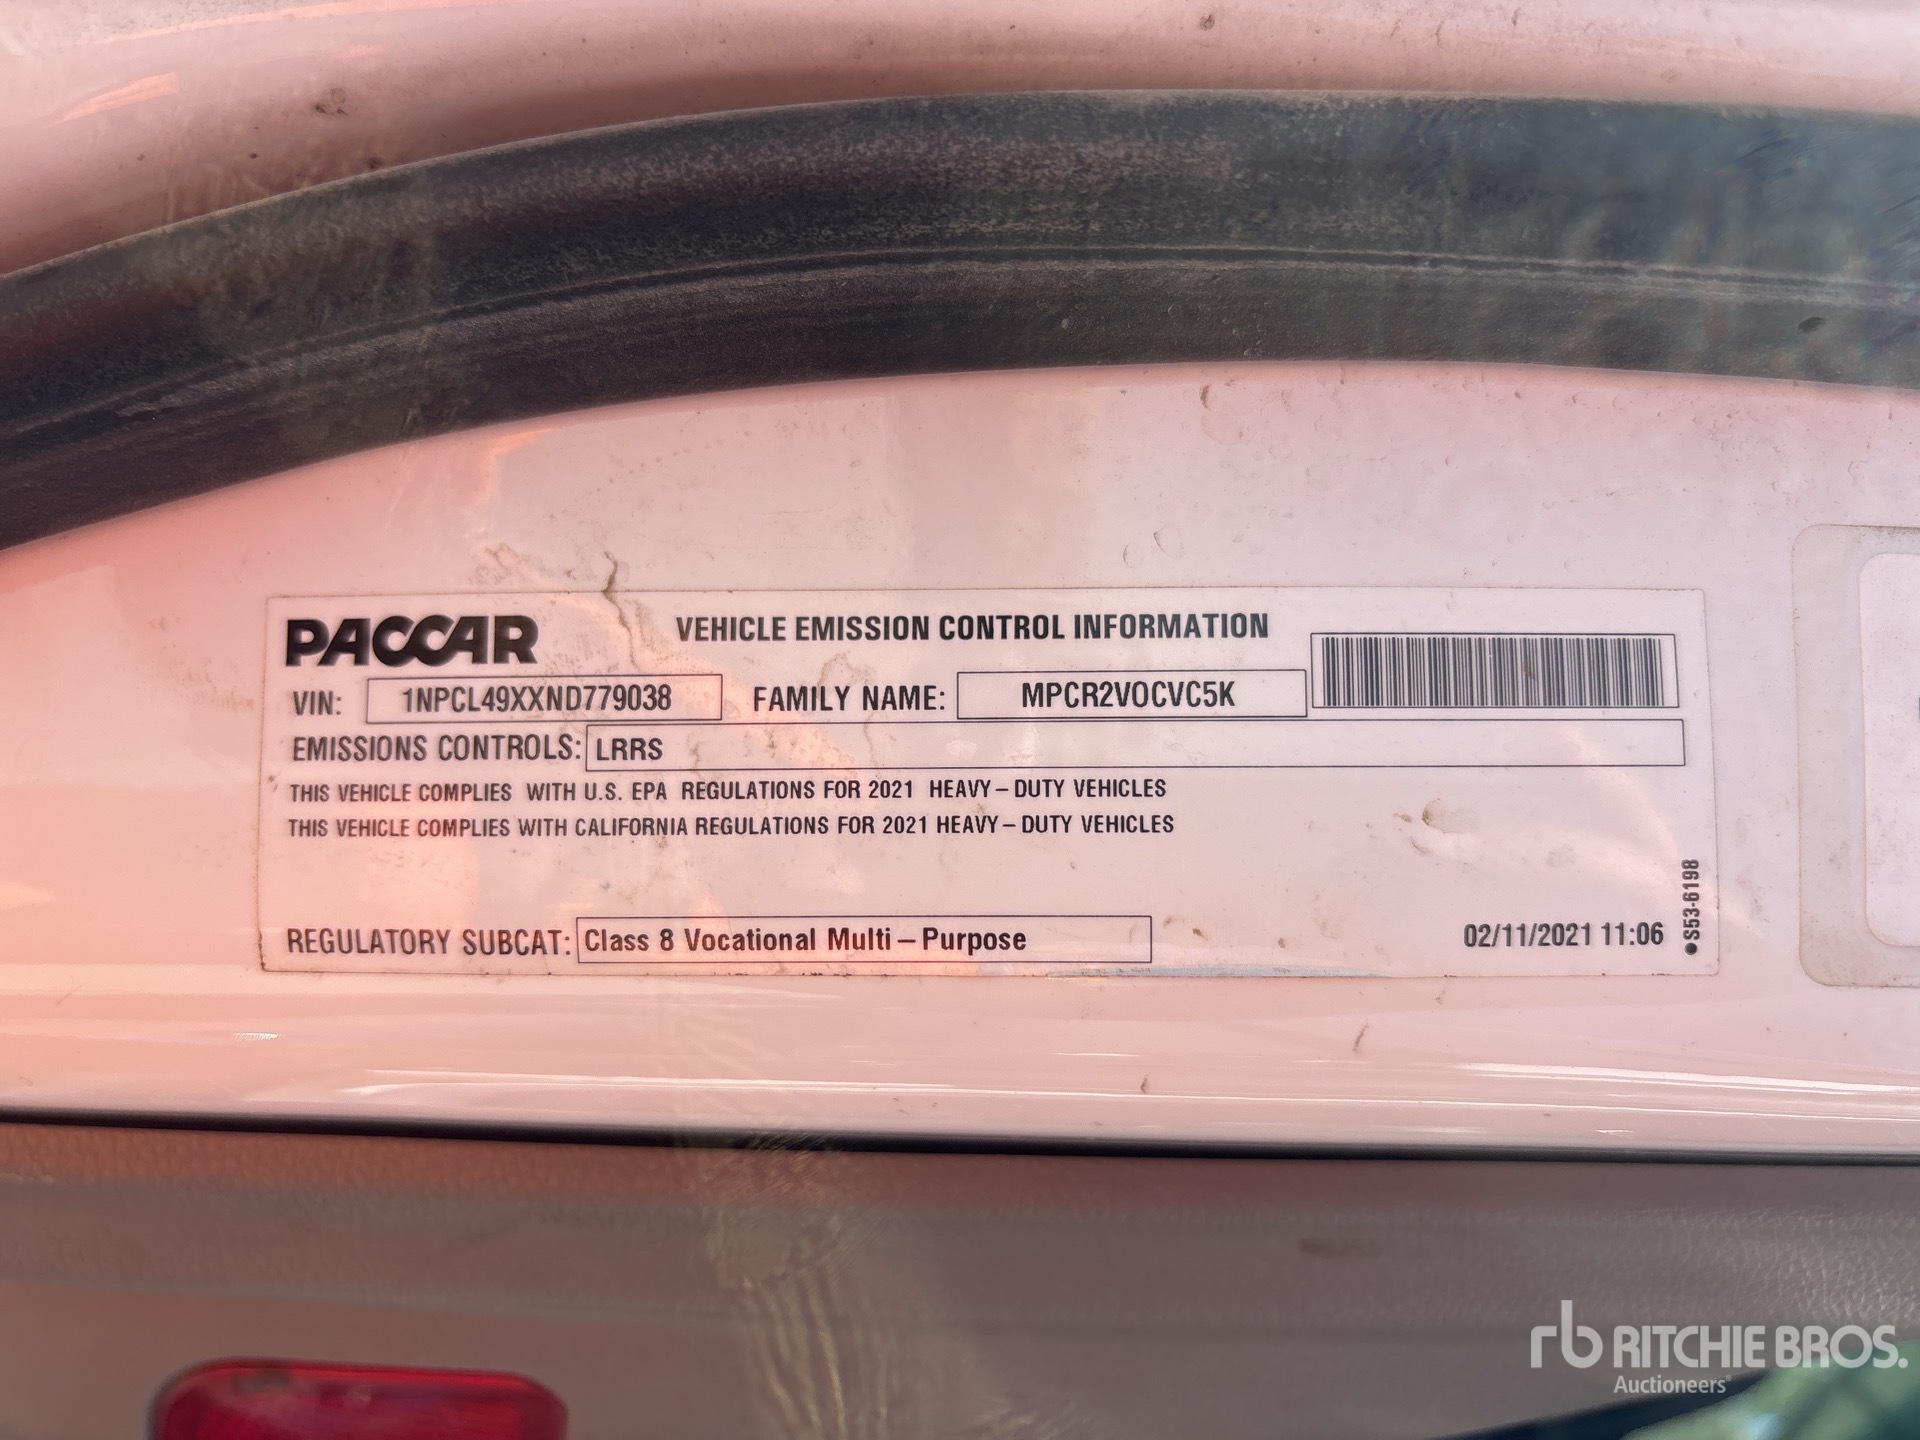 PACCAR
VEHICLE EMISSION CONTROL INFORMATION
VIN: 1NPCL49XXND779038 FAMILY NAME: MPCR2VOCVC5K
EMISSIONS CONTROLS: LRRS
THIS VEHICLE COMPLIES WITH U.S. EPA REGULATIONS FOR 2021 HEAVY-DUTY VEHICLES
THIS VEHICLE COMPLIES WITH CALIFORNIA REGULATIONS FOR 2021 HEAVY-DUTY VEHICLES
REGULATORY SUBCAT: Class 8 Vocational Multi-Purpose
02/11/2021 11:06
●S53-6198
rb RITCHIE BROS.
Auctioneers